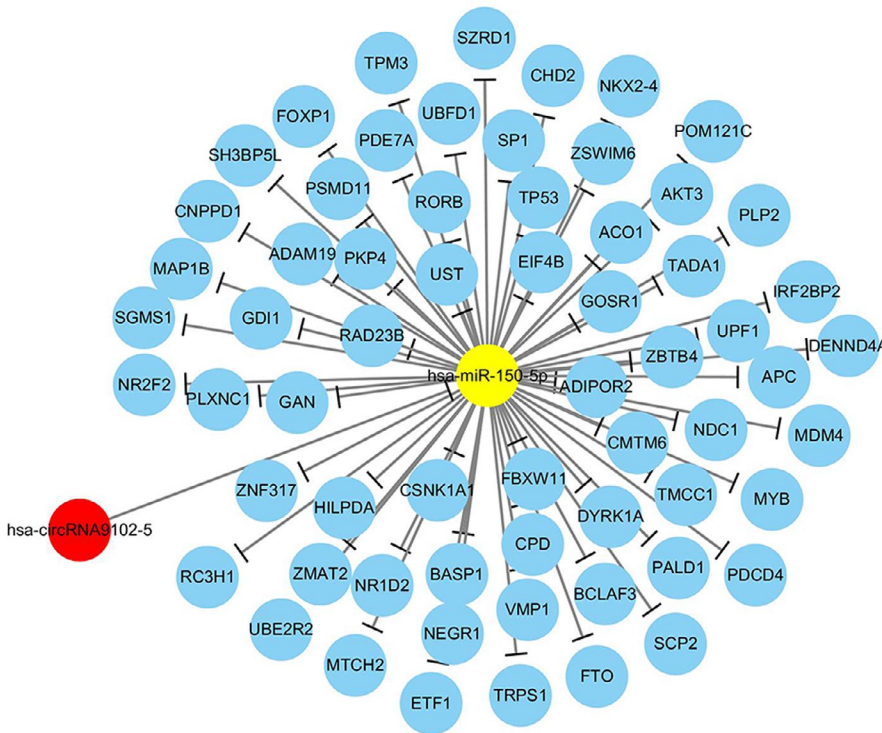 SZRD1
TPM3
CHD2
NKX2-4
UBFD1
FOXP1
PDE7A
SP1
POM121C
ZSWIM6
SH3BP5L
PSMD11
RORB
TP53
AKT3
CNPPD1
PLP2
ADAM19
PKP4
ACO1
MAP1B
UST
EIF4B
TADA1
IRF2BP2
GOSR1
SGMS1
GDI1
RAD23B
UPF1
DENND4A
ZBTB4
hsa-miR-150-5p
APC
NR2F2
PLXNC1
GAN
ADIPOR2
NDC1
MDM4
CMTM6
ZNF317
HILPDA
CSNK1A1
FBXW11
TMCC1
MYB
DYRK1A
hsa-circRNA9102-5
CPD
RC3H1
ZMAT2
NR1D2
BASP1
PALD1
PDCD4
BCLAF3
VMP1
UBE2R2
NEGR1
SCP2
MTCH2
FTO
TRPS1
ETF1